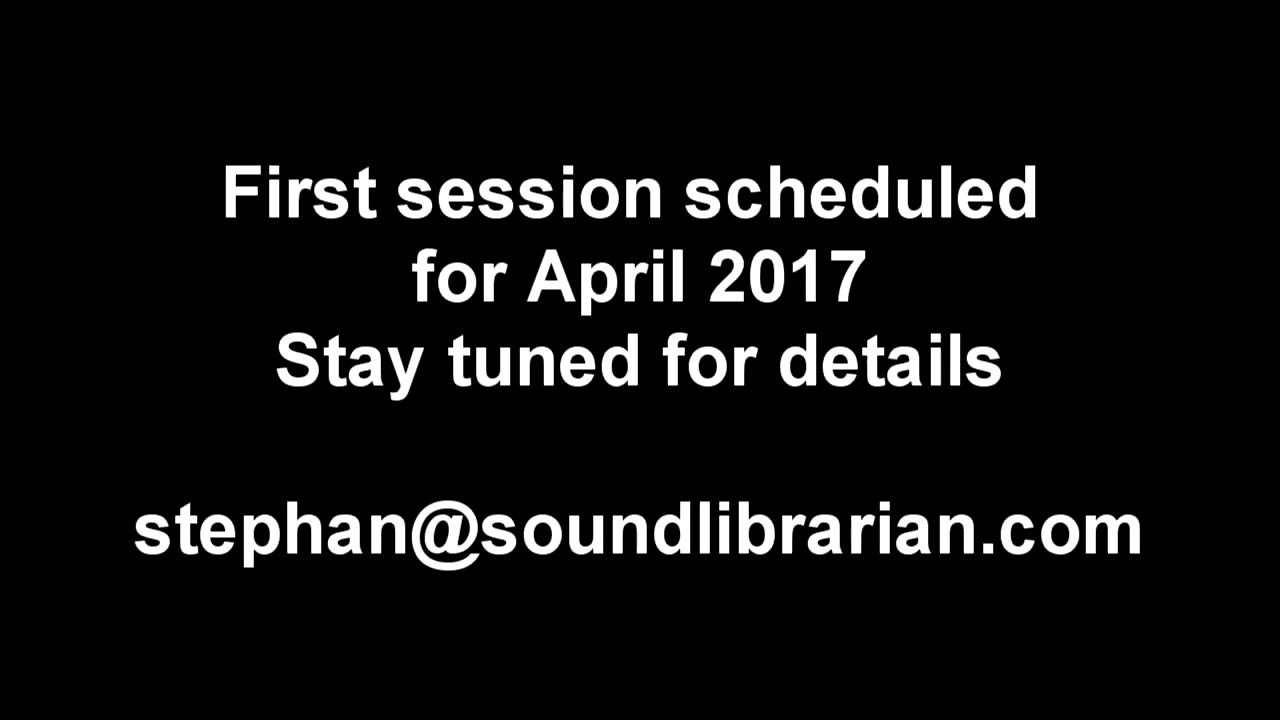 First session scheduled
for April 2017
Stay tuned for details
stephan@soundlibrarian.com